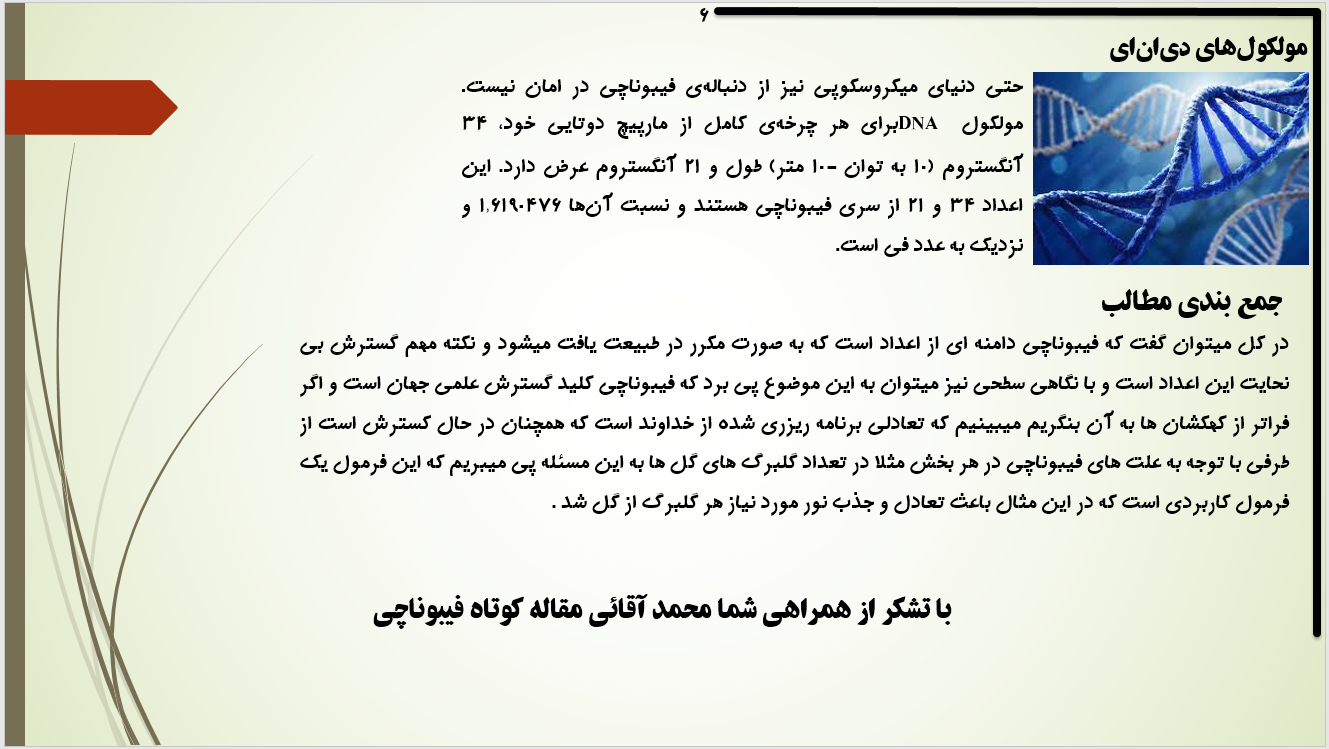 ۶
مولکول‌های دی‌ان‌ای
حتی دنیای میکروسکوپی نیز از دنباله‌ی فیبوناچی در امان نیست.
مولکول DNAبرای هر چرخه‌ی کامل از مارپیچ دوتایی خود، ۳۴
آنگستروم (۱۰ به توان -۱۰ متر) طول و ۲۱ آنگستروم عرض دارد. این
اعداد ۳۴ و ۲۱ از سری فیبوناچی هستند و نسبت آن‌ها ۱,۶۱۹۰۴۷۶ و
نزدیک به عدد فی است.
جمع بندی مطالب
در کل میتوان گفت که فیبوناچی دامنه ای از اعداد است که به صورت مکرر در طبیعت یافت میشود و نکته مهم گسترش بی
نحایت این اعداد است و با نگاهی سطحی نیز میتوان به این موضوع پی برد که فیبوناچی کلید گسترش علمی جهان است و اگر
فراتر از کهکشان ها به آن بنگریم میبینیم که تعادلی برنامه ریزری شده از خداوند است که همچنان در حال کسترش است از
طرفی با توجه به علت های فیبوناچی در هر بخش مثلا در تعداد گلبرگ های گل ها به این مسئله پی میبریم که این فرمول یک
فرمول کاربردی است که در این مثال باعث تعادل و جذب نور مورد نیاز هر گلبرگ از گل شد .
با تشکر از همراهی شما محمد آقائی مقاله کوتاه فیبوناچی